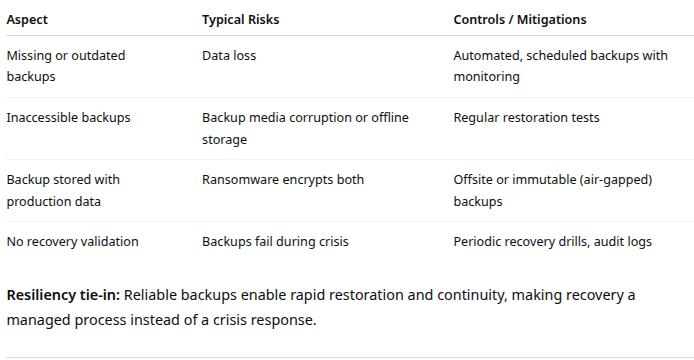 Aspect Typical Risks Controls / Mitigations
Missing or outdated Data loss Automated, scheduled backups with
backups monitoring
Inaccessible backups Backup media corruption or offline Regular restoration tests
storage
Backup stored with Ransomware encrypts both Offsite or immutable (air-gapped)
production data backups
No recovery validation Backups fail during crisis Periodic recovery drills, audit logs
Resiliency tie-in: Reliable backups enable rapid restoration and continuity, making recovery a
managed process instead of a crisis response.